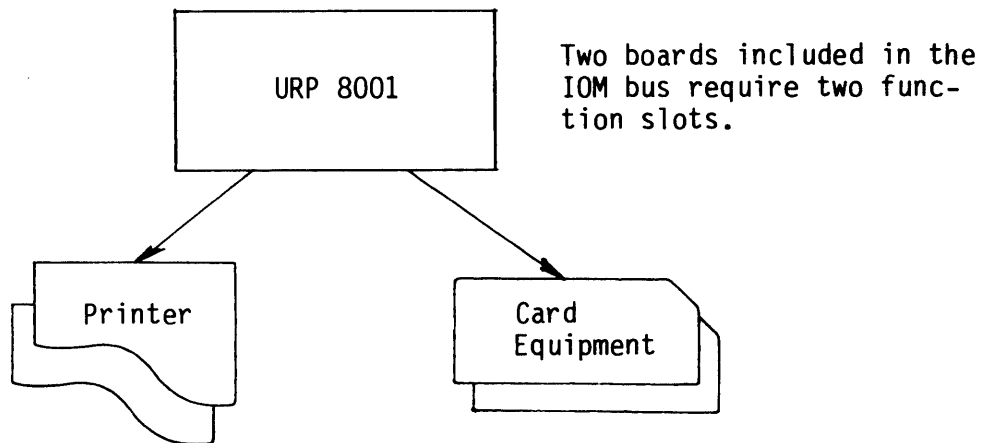 URP 8001
Two boards included in the
IOM bus require two func-
tion slots.
Printer
Card
Equipment